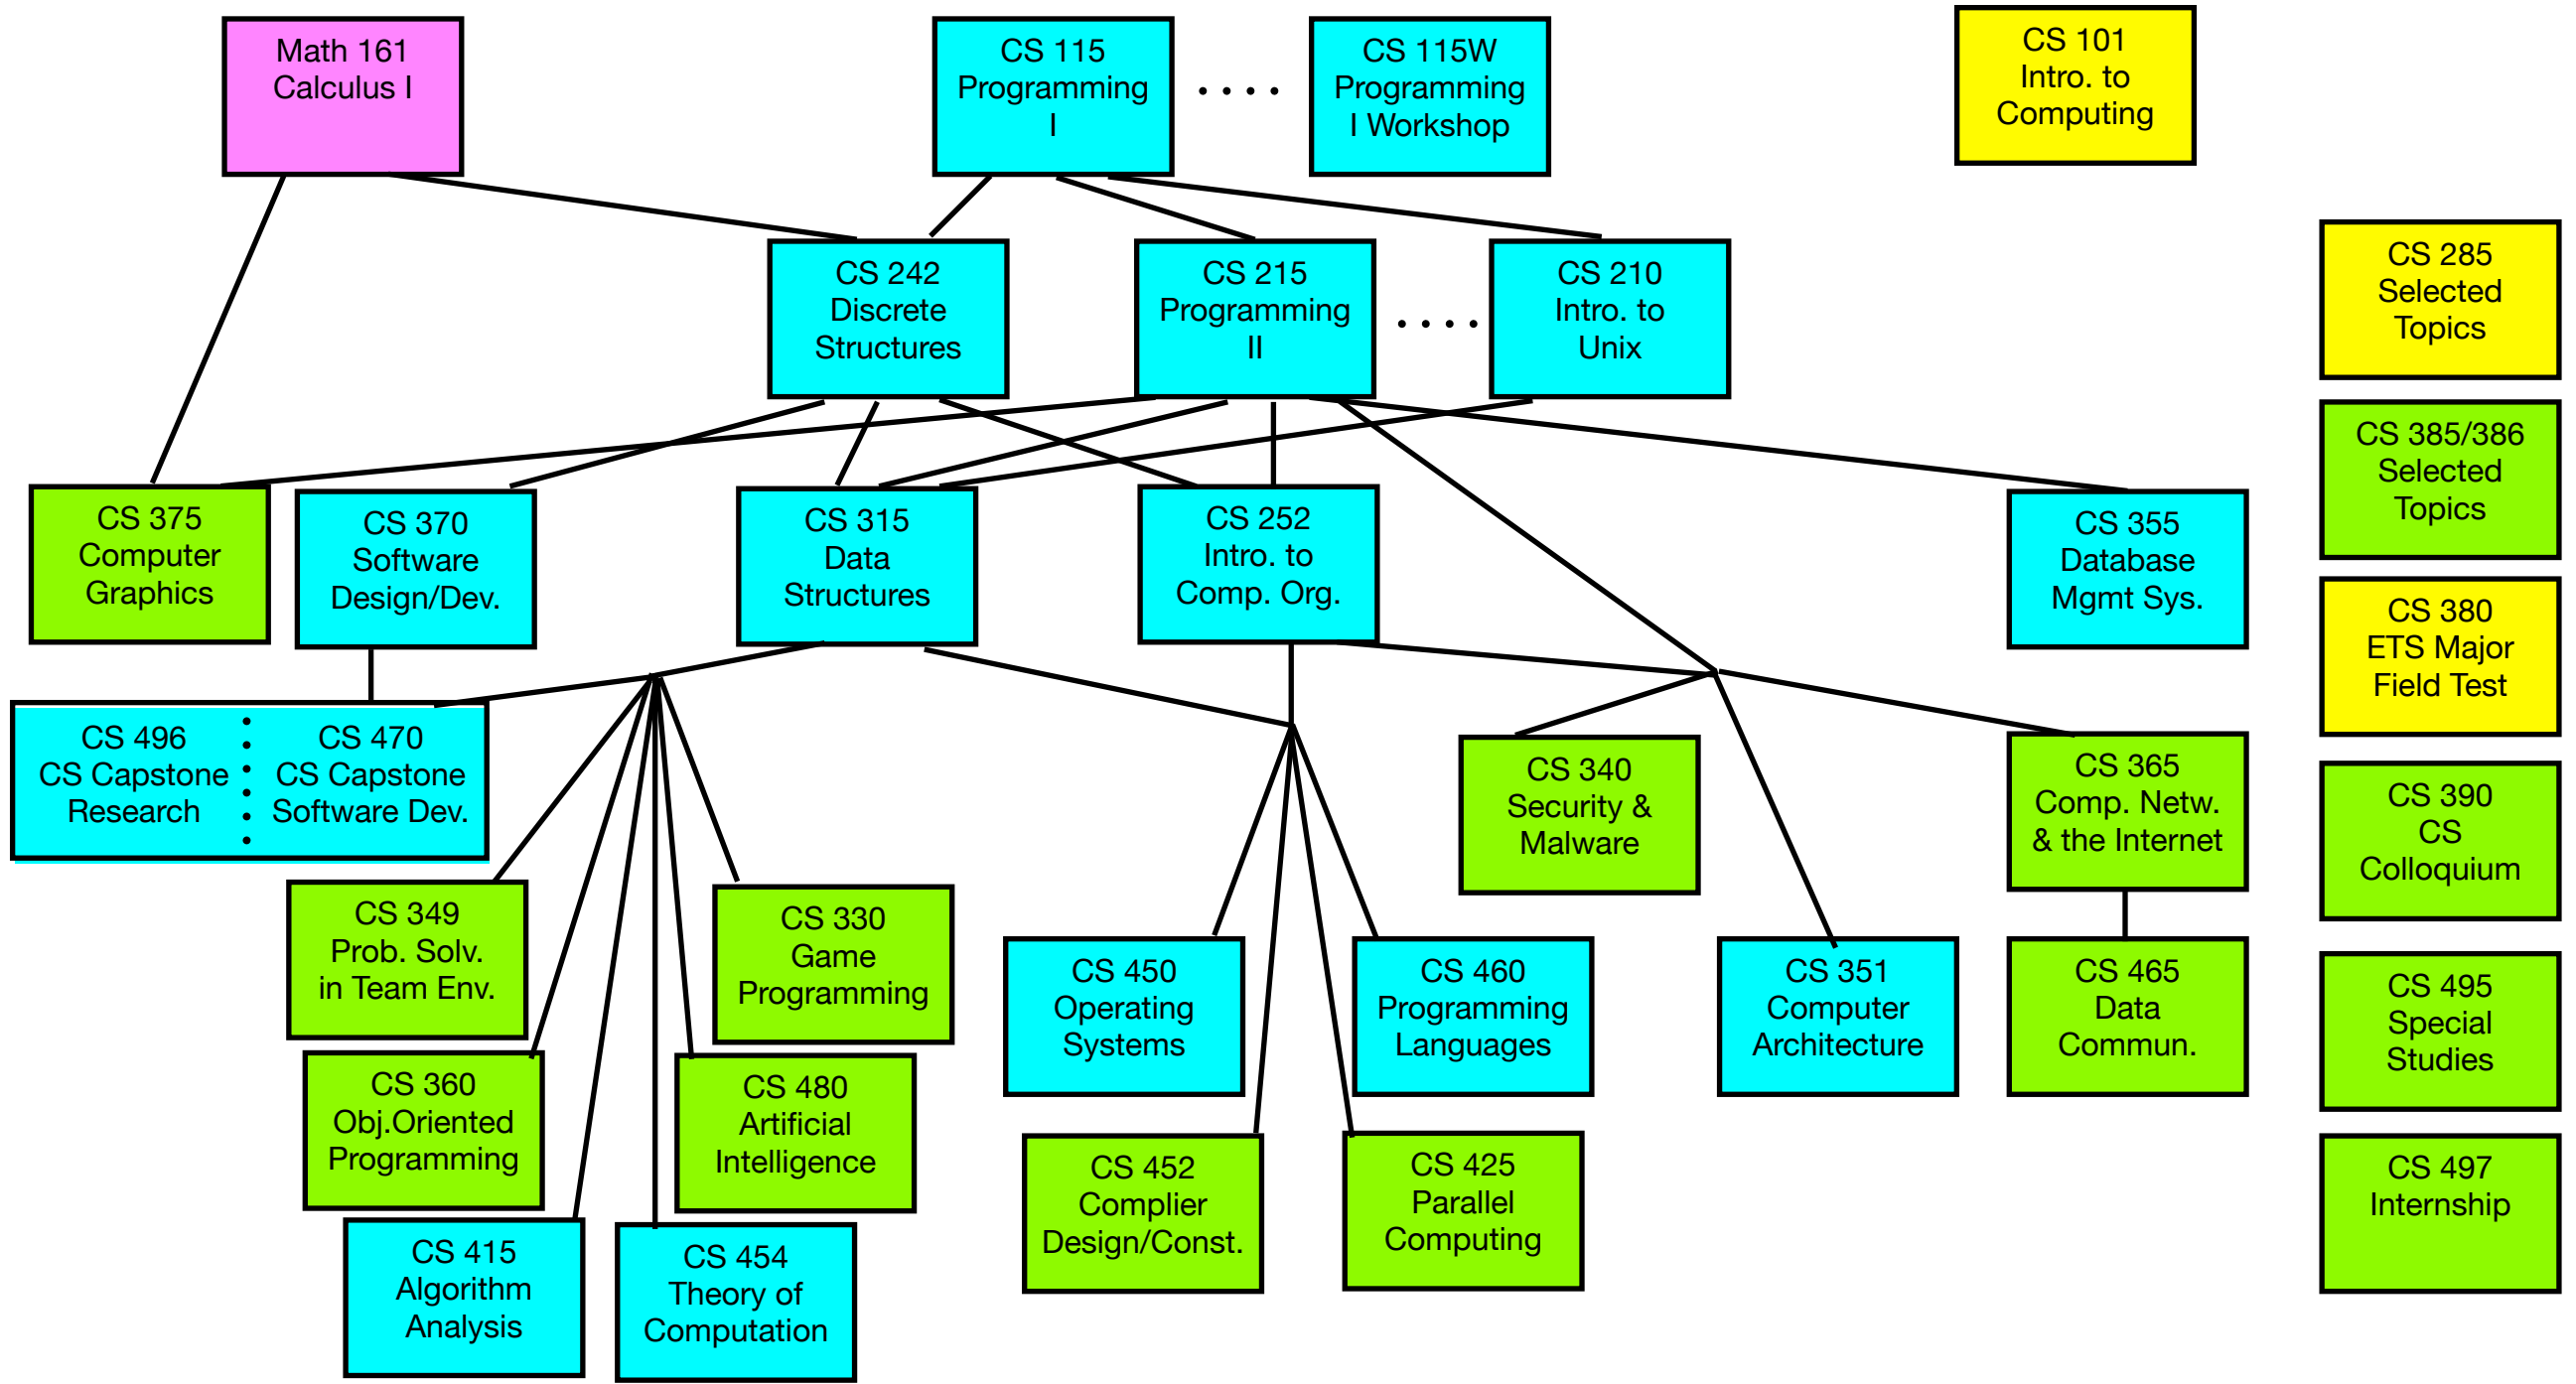 Math 161
Calculus I
CS 115
Programming
I
CS 115W
Programming
I Workshop
CS 101
Intro. to
Computing
CS 242
Discrete
Structures
CS 215
Programming
II
CS 210
Intro. to
Unix
CS 285
Selected
Topics
CS 385/386
Selected
Topics
CS 375
Computer
Graphics
CS 370
Software
Design/Dev.
CS 315
Data
Structures
CS 252
Intro. to
Comp. Org.
CS 355
Database
Mgmt Sys.
CS 380
ETS Major
Field Test
CS 496
CS Capstone
Research
CS 470
CS Capstone
Software Dev.
CS 340
Security &
Malware
CS 365
Comp. Netw.
& the Internet
CS 390
CS
Colloquium
CS 349
Prob. Solv.
in Team Env.
CS 330
Game
Programming
CS 450
Operating
Systems
CS 460
Programming
Languages
CS 351
Computer
Architecture
CS 465
Data
Commun.
CS 495
Special
Studies
CS 360
Obj.Oriented
Programming
CS 480
Artificial
Intelligence
CS 452
Complier
Design/Const.
CS 425
Parallel
Computing
CS 497
Internship
CS 415
Algorithm
Analysis
CS 454
Theory of
Computation